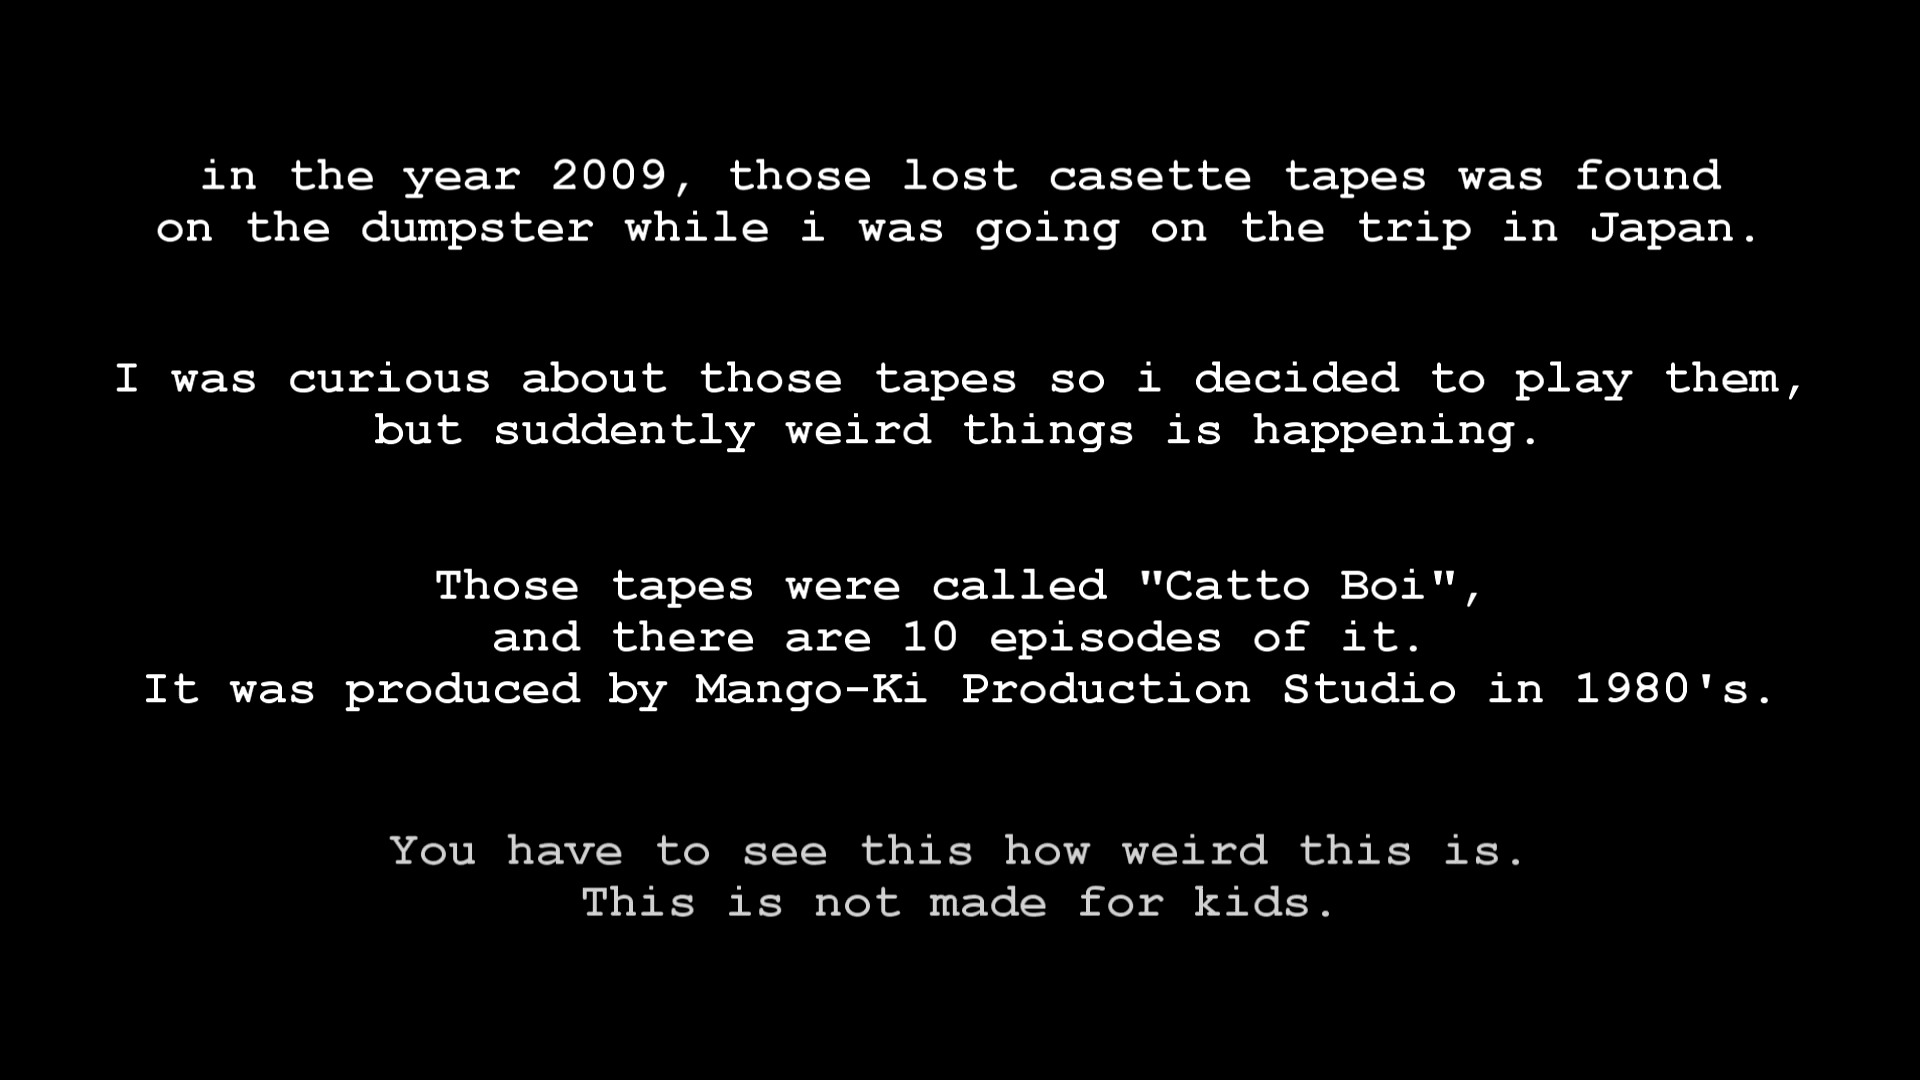 in the year 2009, those lost casette tapes was found
on the dumpster while i was going on the trip in Japan.
I was curious about those tapes so i decided to play them,
but suddently weird things is happening.
Those tapes were called "Catto Boi",
and there are 10 episodes of it.
It was produced by Mango-Ki Production Studio in 1980's.
You have to see this how weird this is.
This is not made for kids.